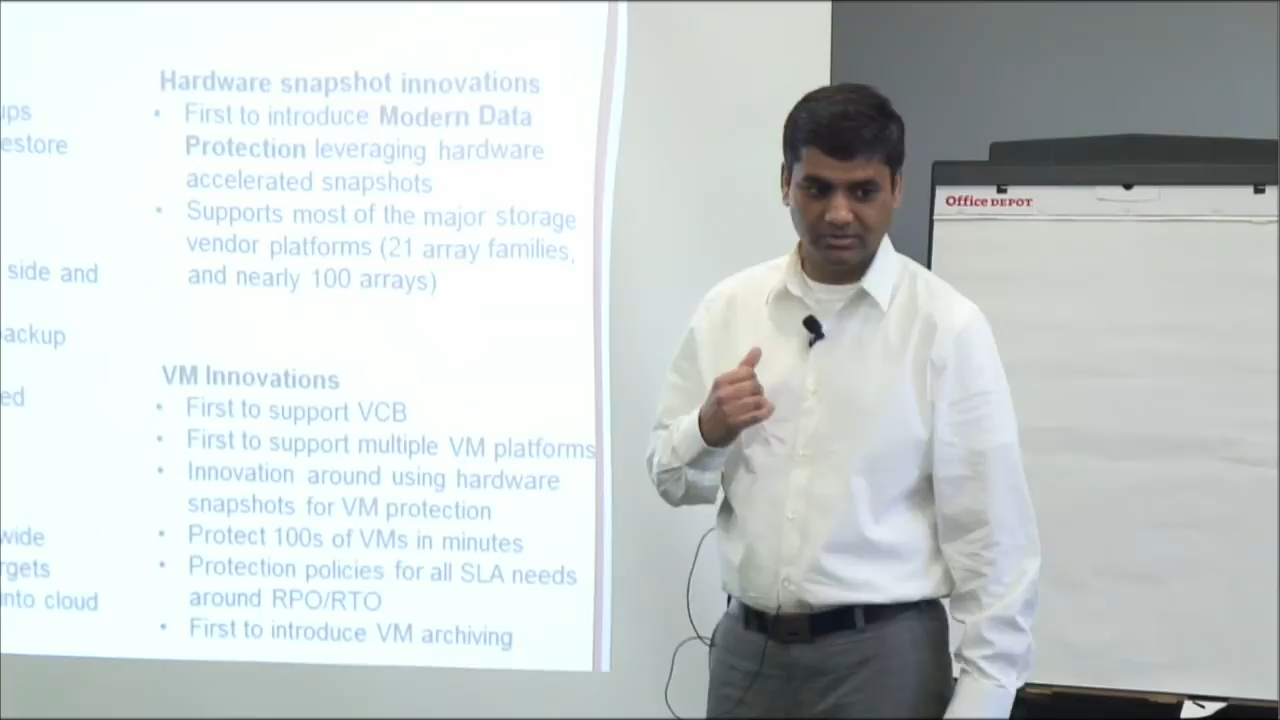 ups
estore
side and
backup
ed
wide
rgets
into cloud
Hardware snapshot innovations
• First to introduce Modern Data
Protection leveraging hardware
accelerated snapshots
• Supports most of the major storage
vendor platforms (21 array families,
and nearly 100 arrays)
VM Innovations
• First to support VCB
• First to support multiple VM platforms
• Innovation around using hardware
snapshots for VM protection
• Protect 100s of VMs in minutes
• Protection policies for all SLA needs
around RPO/RTO
• First to introduce VM archiving
Office DEPOT